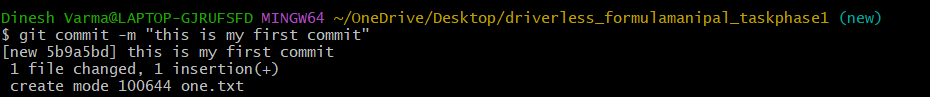 Dinesh Varma@LAPTOP-GJRUFSFD MINGW64 ~/OneDrive/Desktop/driverless_formulamanipal_taskphase1 (new)
$ git commit -m "this is my first commit"
[new 5b9a5bd] this is my first commit
 1 file changed, 1 insertion(+)
 create mode 100644 one.txt